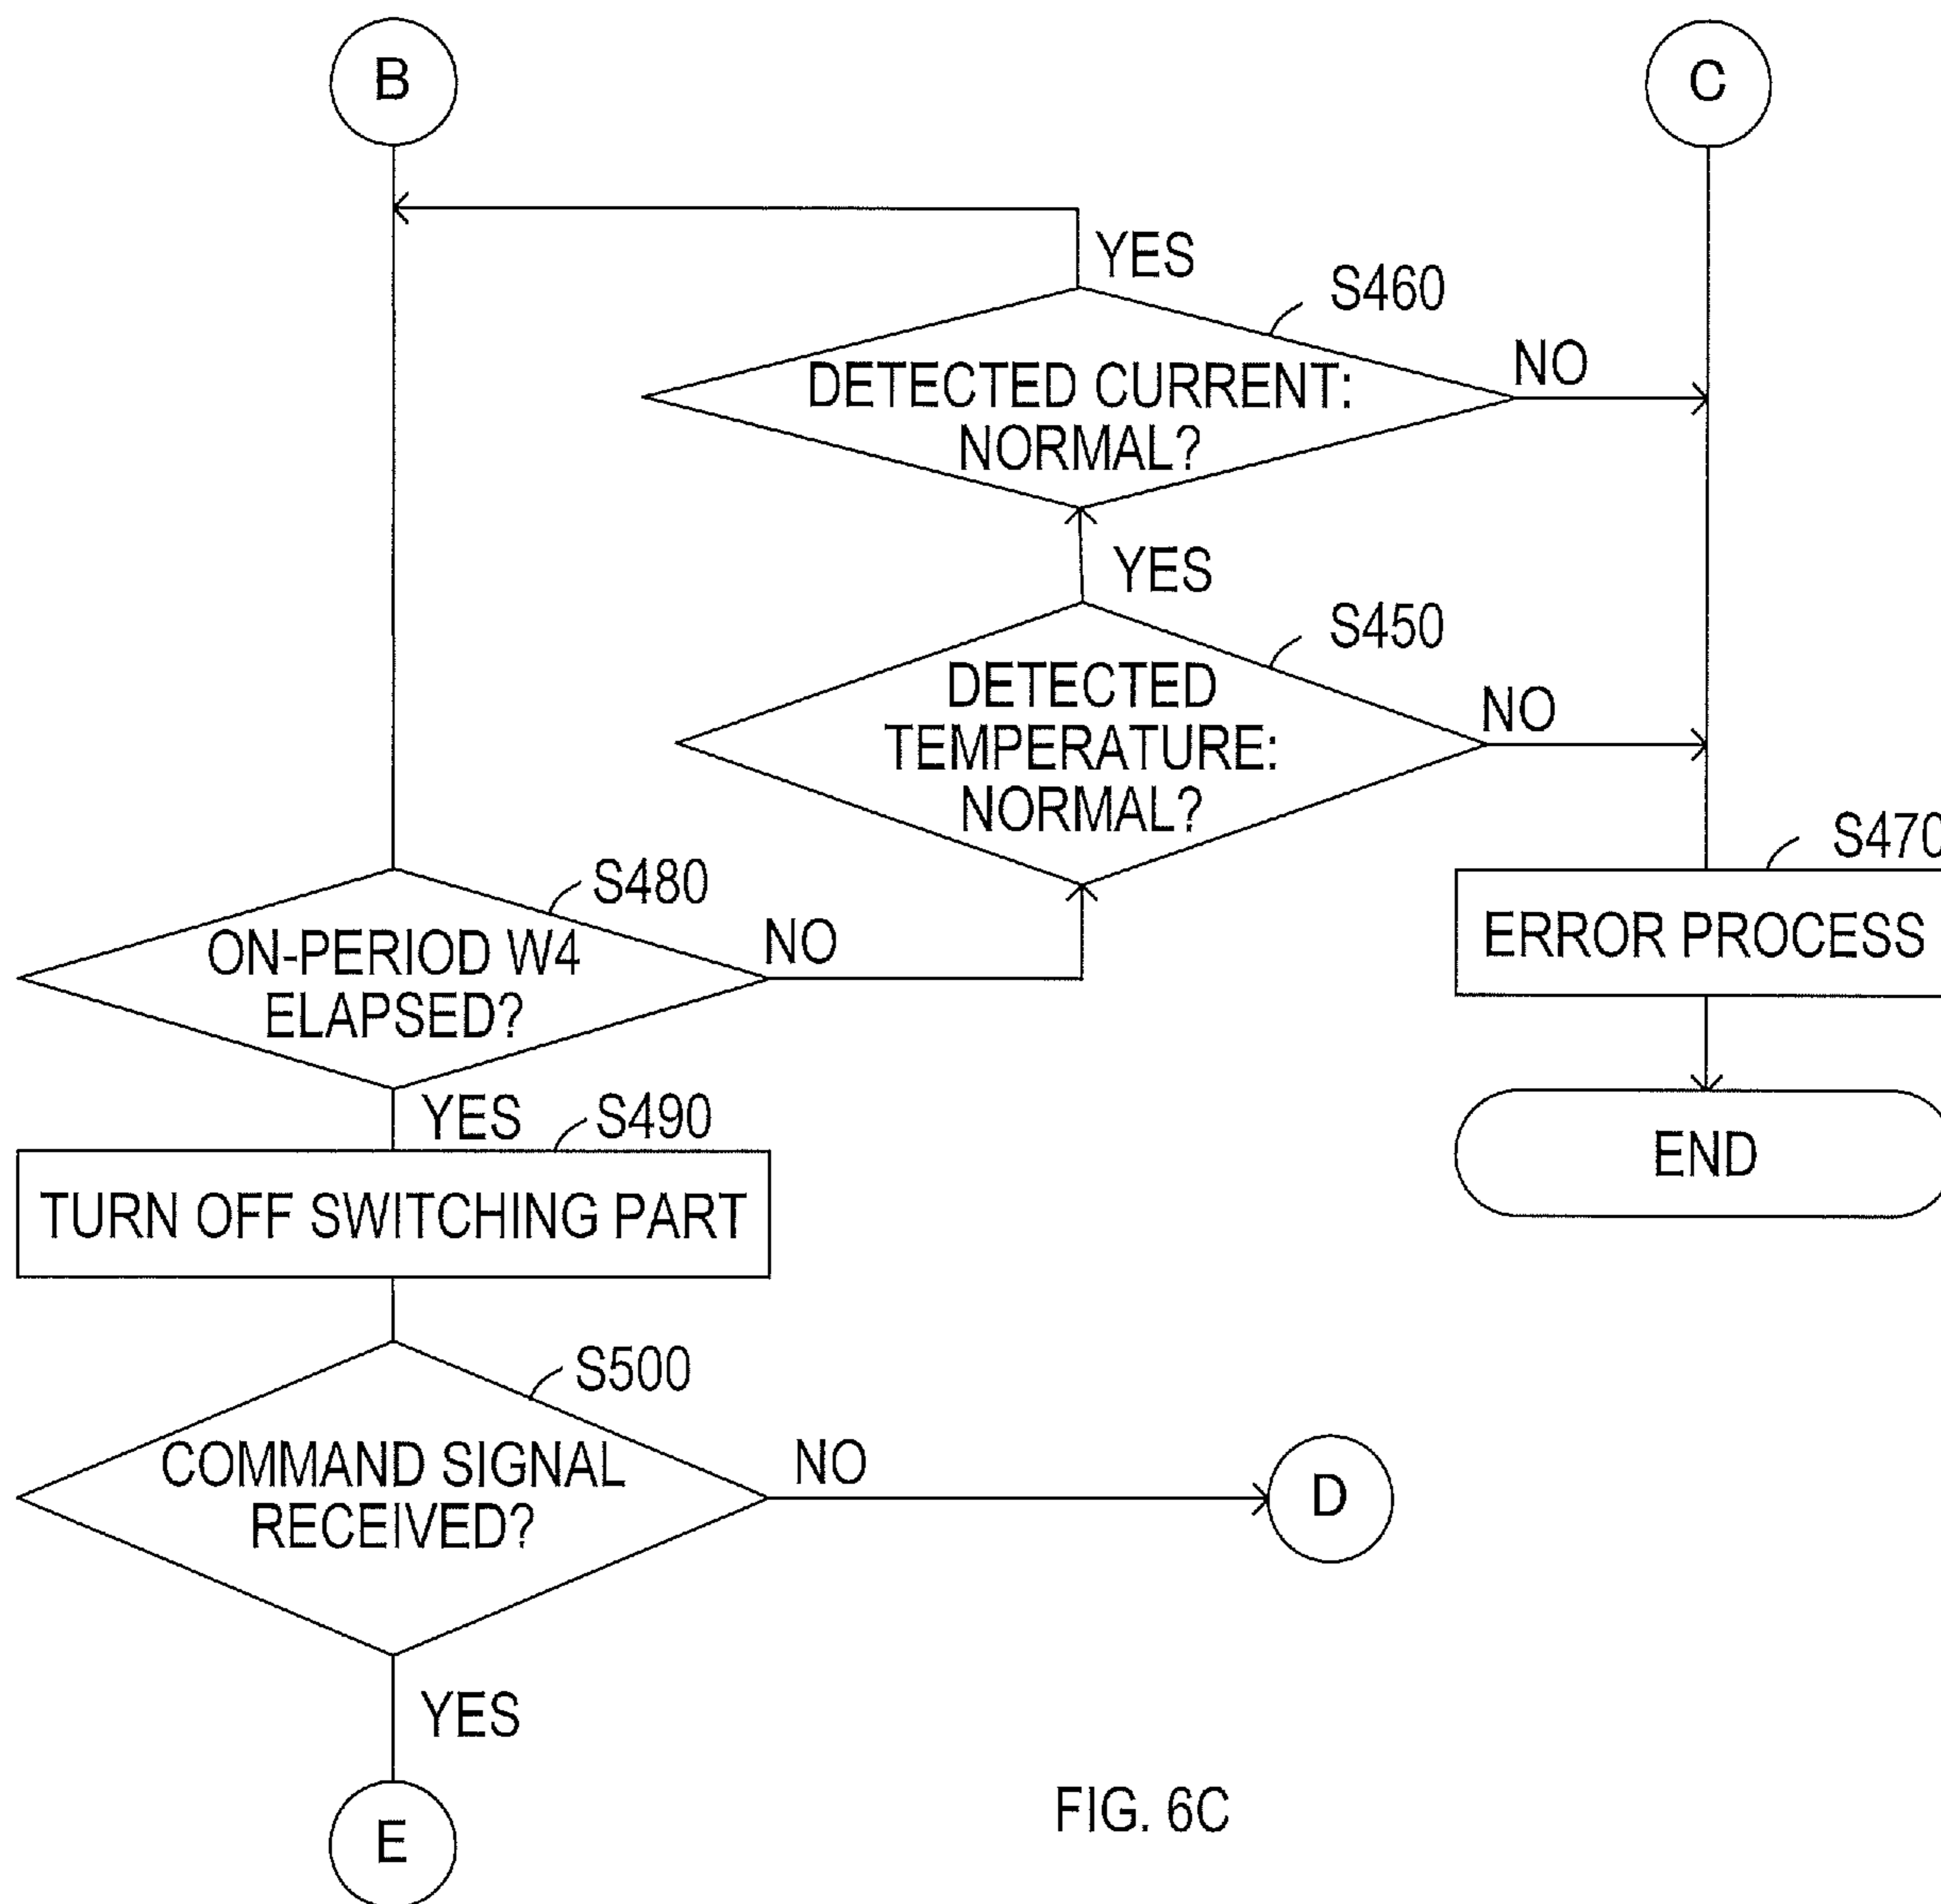 B
C
YES
S460
DETECTED CURRENT:
NORMAL?
NO
YES
S450
DETECTED
TEMPERATURE:
NORMAL?
NO
S470
ERROR PROCESS
END
S480
ON-PERIOD W4
ELAPSED?
NO
YES
S490
TURN OFF SWITCHING PART
S500
COMMAND SIGNAL
RECEIVED?
NO
D
YES
E
FIG. 6C